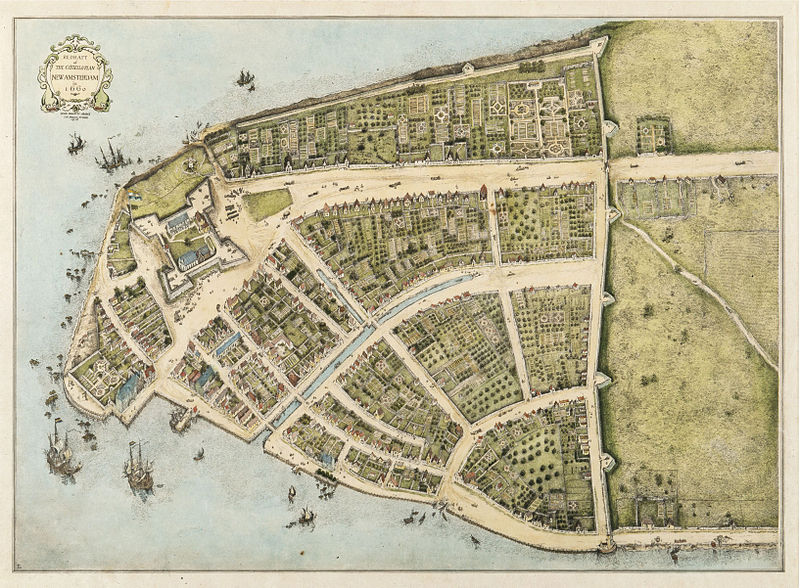 REDRAFT
of
THE CASTELLO PLAN
NEW AMSTERDAM
in
1660